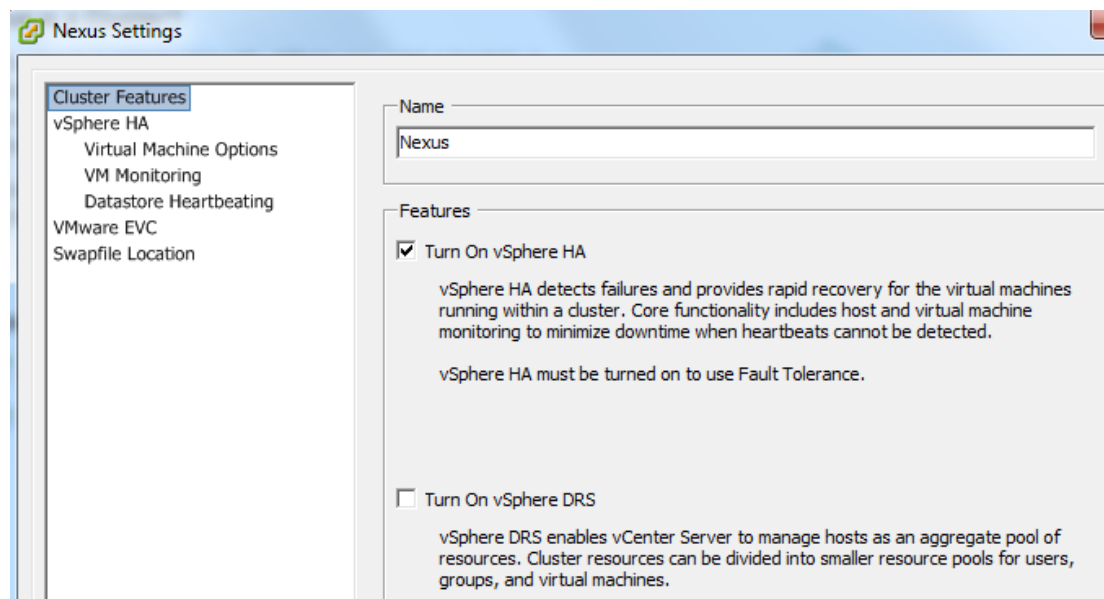 Nexus Settings
Cluster Features
vSphere HA
Virtual Machine Options
VM Monitoring
Datastore Heartbeating
VMware EVC
Swapfile Location
Name
Nexus
Features
Turn On vSphere HA
vSphere HA detects failures and provides rapid recovery for the virtual machines
running within a cluster. Core functionality includes host and virtual machine
monitoring to minimize downtime when heartbeats cannot be detected.
vSphere HA must be turned on to use Fault Tolerance.
Turn On vSphere DRS
vSphere DRS enables vCenter Server to manage hosts as an aggregate pool of
resources. Cluster resources can be divided into smaller resource pools for users,
groups, and virtual machines.